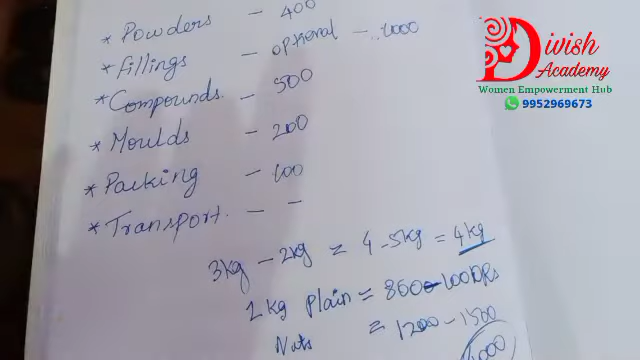 * Powders - 400
* Fillings - optional - 1000
* Compounds - 500
* Moulds - 200
* Packing - 100
* Transport. - -
3kg - 2kg = 4-5kg = 4kg
1kg plain = 800-1000Rs
Nuts = 1200-1500
Divish
Academy
Women Empowerment Hub
9952969673